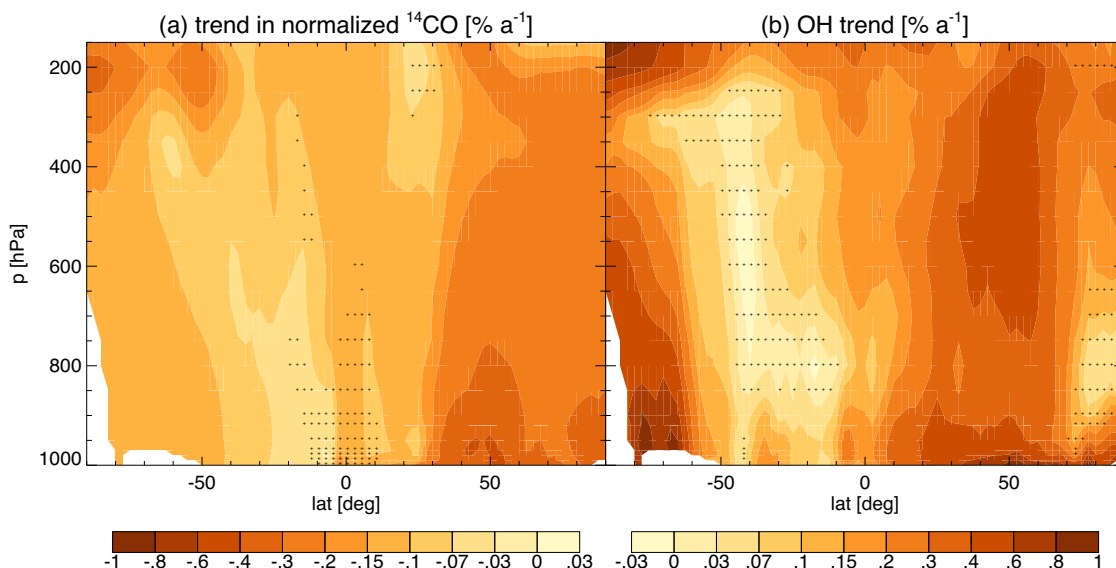 (a) trend in normalized ¹⁴CO [% a⁻¹]
(b) OH trend [% a⁻¹]
p [hPa]
200
400
600
800
1000
-50 0 50
lat [deg]
-50 0 50
lat [deg]
-1 -.8 -.6 -.4 -.3 -.2 -.15 -.1 -.07 -.03 0 .03
-.03 0 .03 .07 .1 .15 .2 .3 .4 .6 .8 1